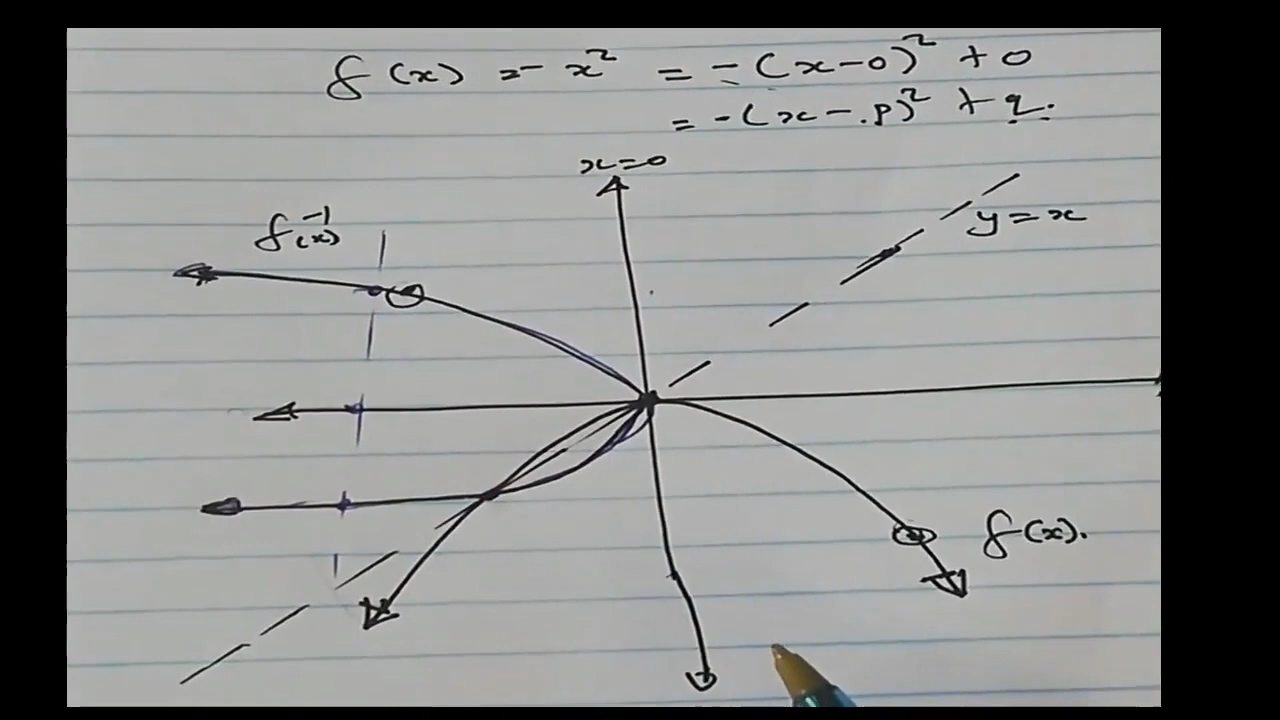 f(x) = - x² = -(x-0)² + 0
= -(x-p)² + q.
x=0
y=x
f⁻¹(x)
f(x).